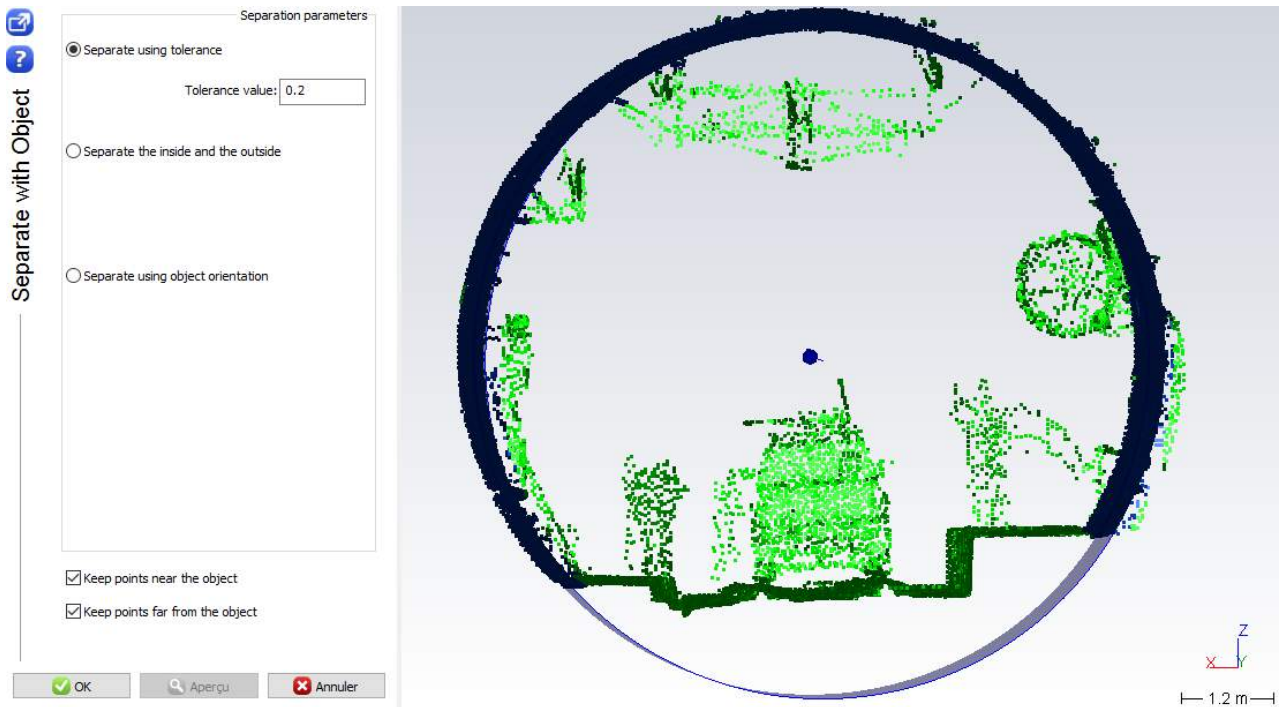 Separate with Object
?
Separation parameters
Separate using tolerance
Tolerance value: 0.2
Separate the inside and the outside
Separate using object orientation
Keep points near the object
Keep points far from the object
OK
Aperçu
Annuler
Z
X Y
1.2 m